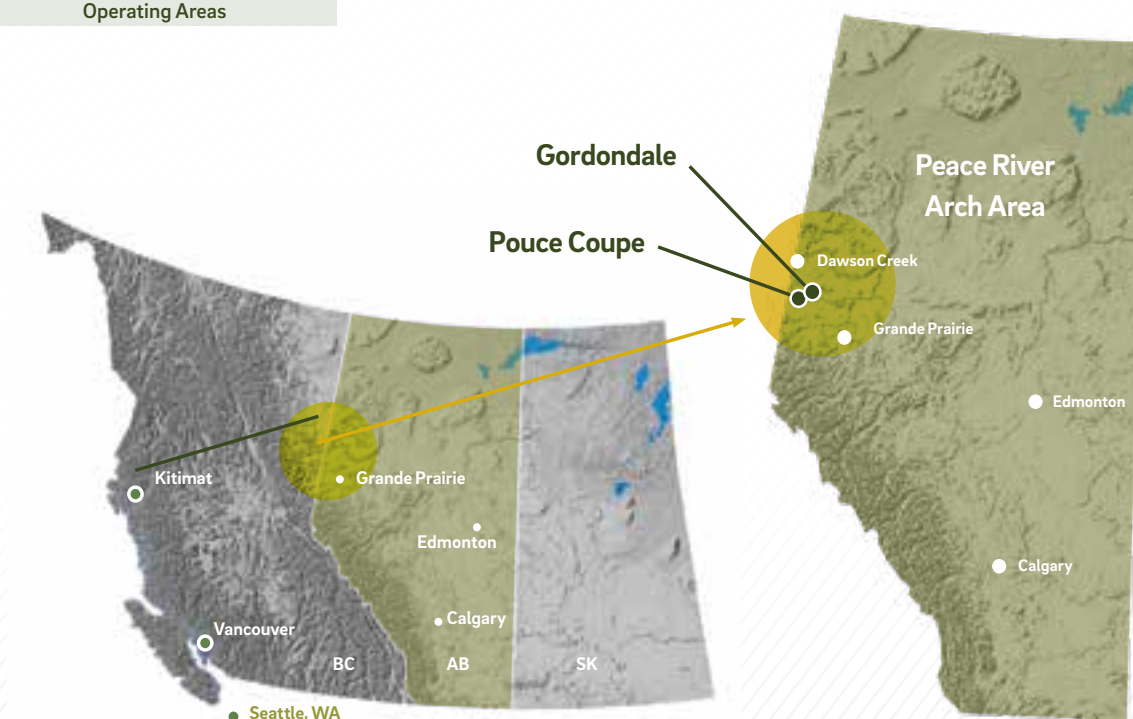 Operating Areas
Gordondale
Pouce Coupe
Peace River
Arch Area
Dawson Creek
Grande Prairie
Edmonton
Calgary
Kitimat
Grande Prairie
Edmonton
Calgary
Vancouver
BC
AB
SK
Seattle, WA